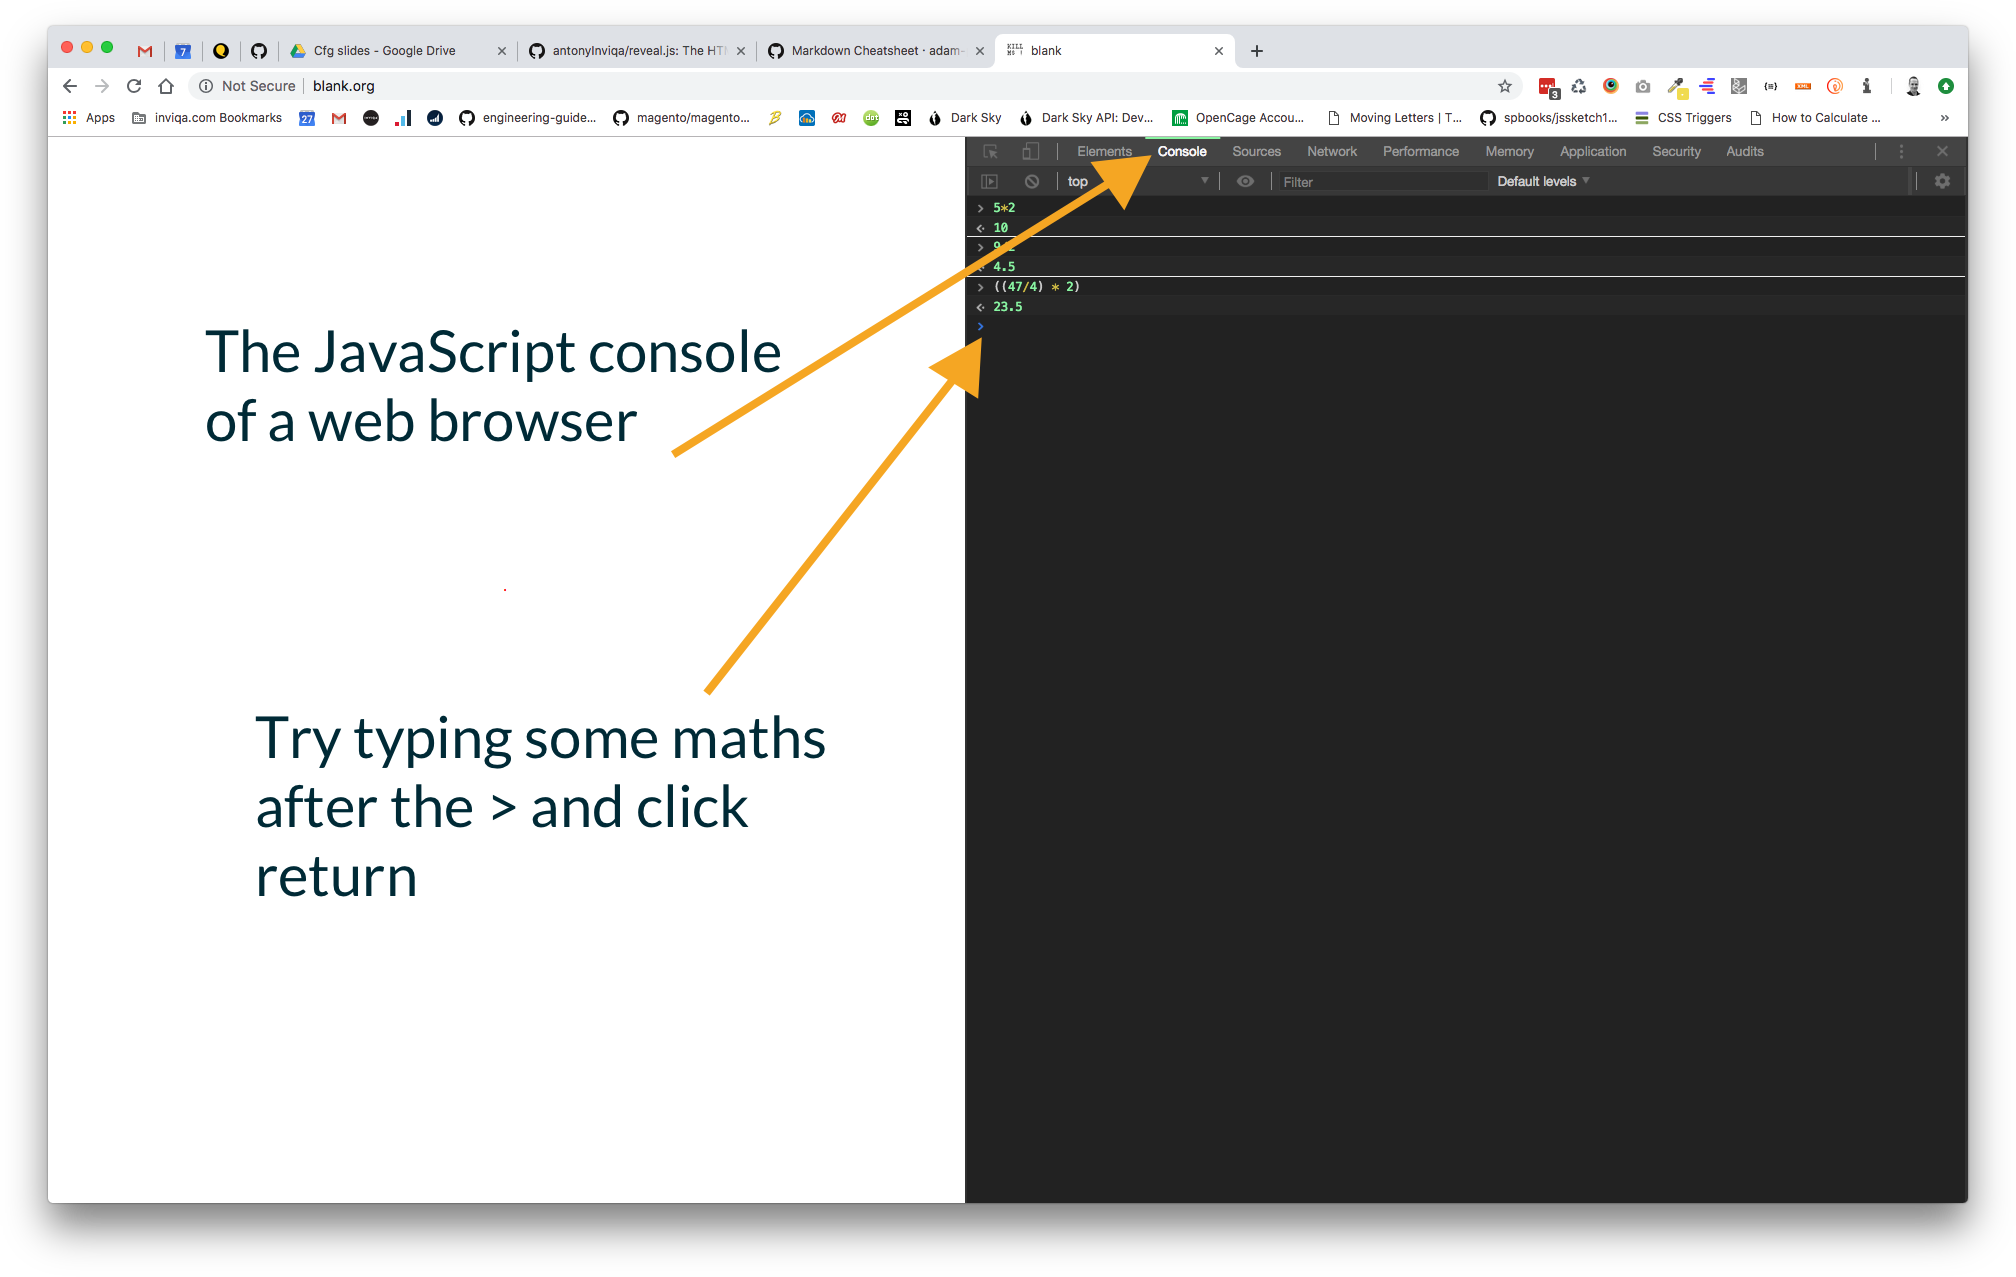 Cfg slides - Google Drive
antonyInviqa/reveal.js: The HT
Markdown Cheatsheet · adam-
blank
Not Secure
blank.org
3
Apps
inviqa.com Bookmarks
27
engineering-guide...
magento/magento...
dot
Dark Sky
Dark Sky API: Dev...
OpenCage Accou...
Moving Letters | T...
spbooks/jssketch1...
CSS Triggers
How to Calculate ...
»
Elements Console Sources Network Performance Memory Application Security Audits
top
Filter
Default levels
> 5*2
10
4.5
> ((47/4) * 2)
23.5
>
The JavaScript console
of a web browser
Try typing some maths
after the > and click
return